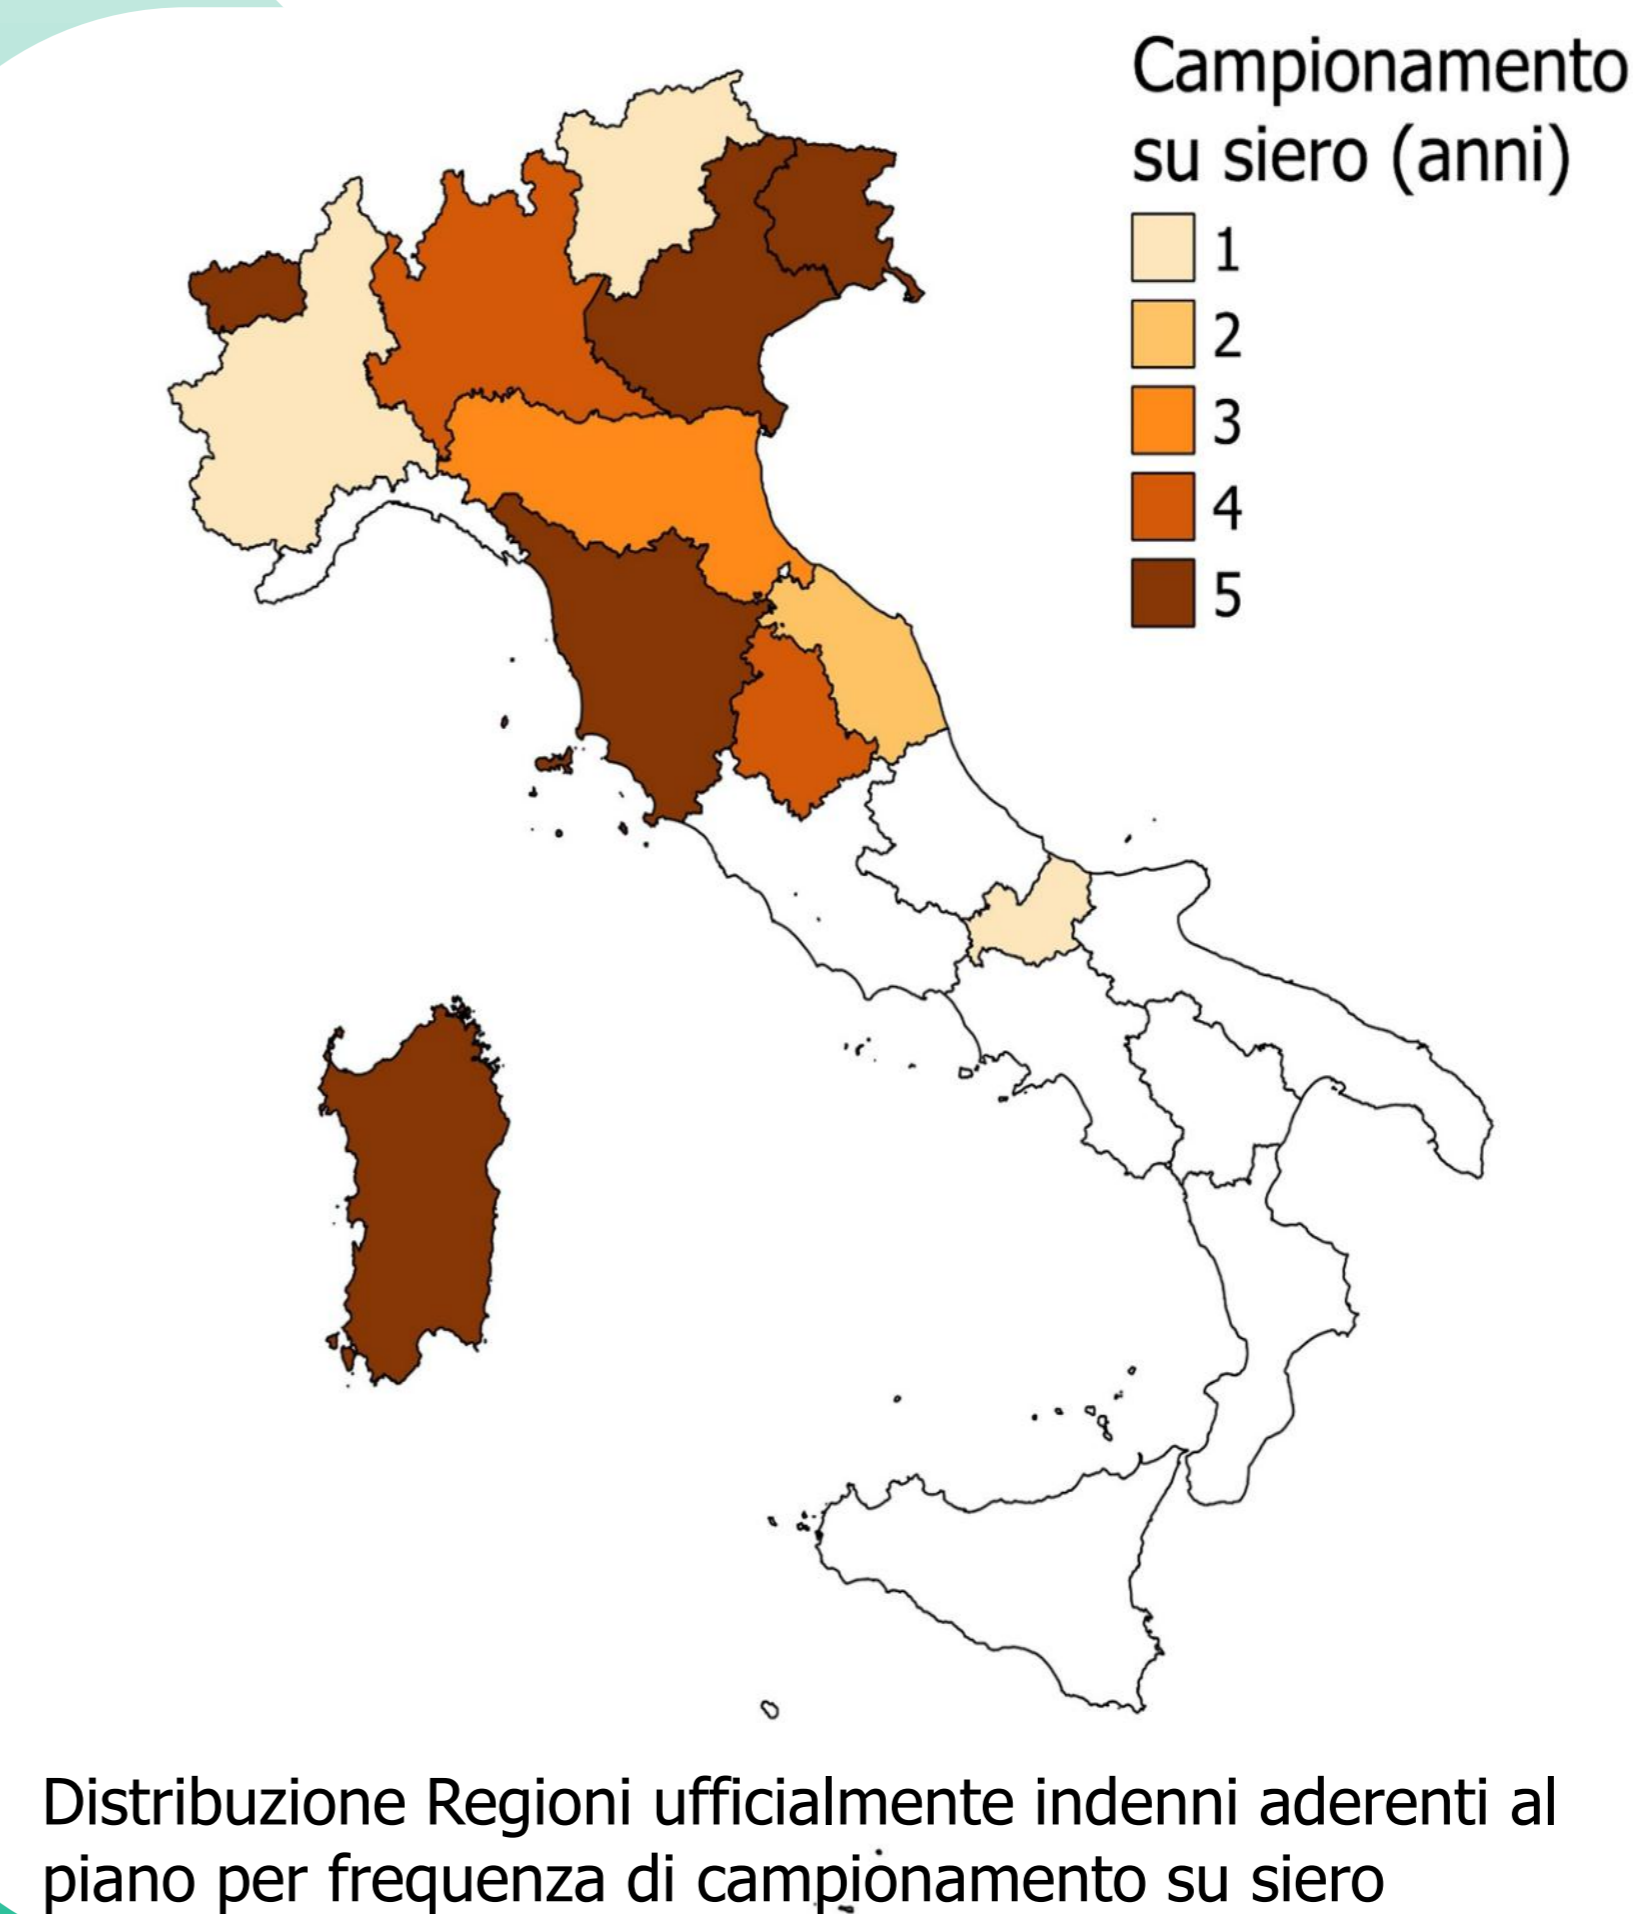 Campionamento
su siero (anni)
1
2
3
4
5
Distribuzione Regioni ufficialmente indenni aderenti al
piano per frequenza di campionamento su siero